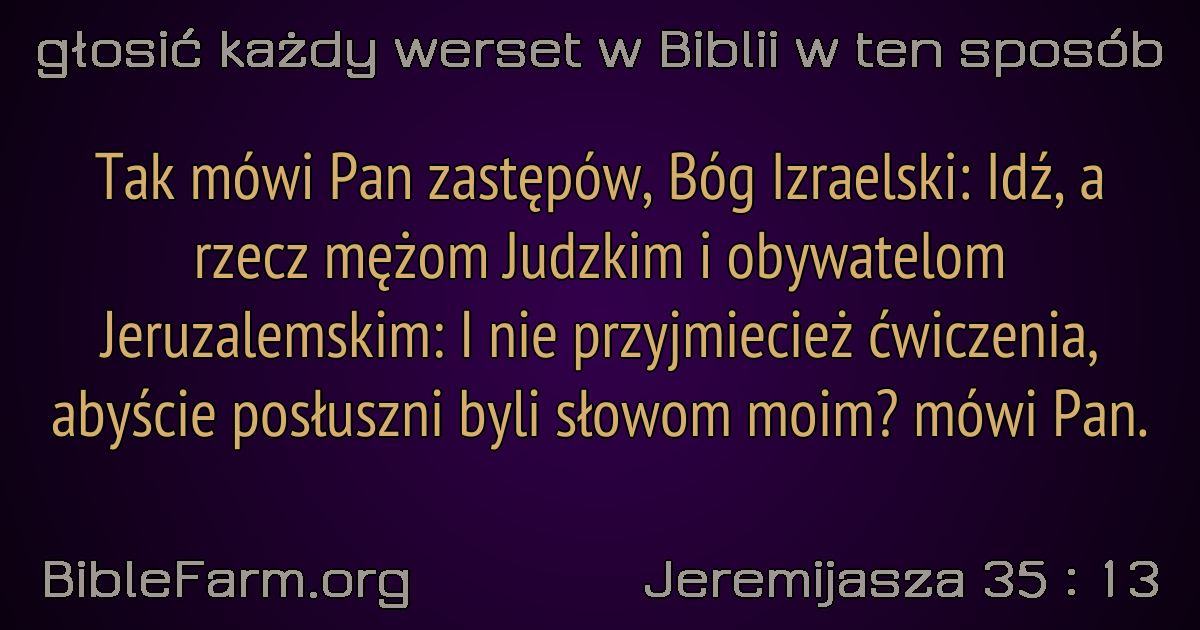 głosić każdy werset w Biblii w ten sposób
Tak mówi Pan zastępów, Bóg Izraelski: Idź, a
rzecz mężom Judzkim i obywatelom
Jeruzalemskim: I nie przyjmiecież ćwiczenia,
abyście posłuszni byli słowom moim? mówi Pan.
BibleFarm.org
Jeremijasza 35 : 13